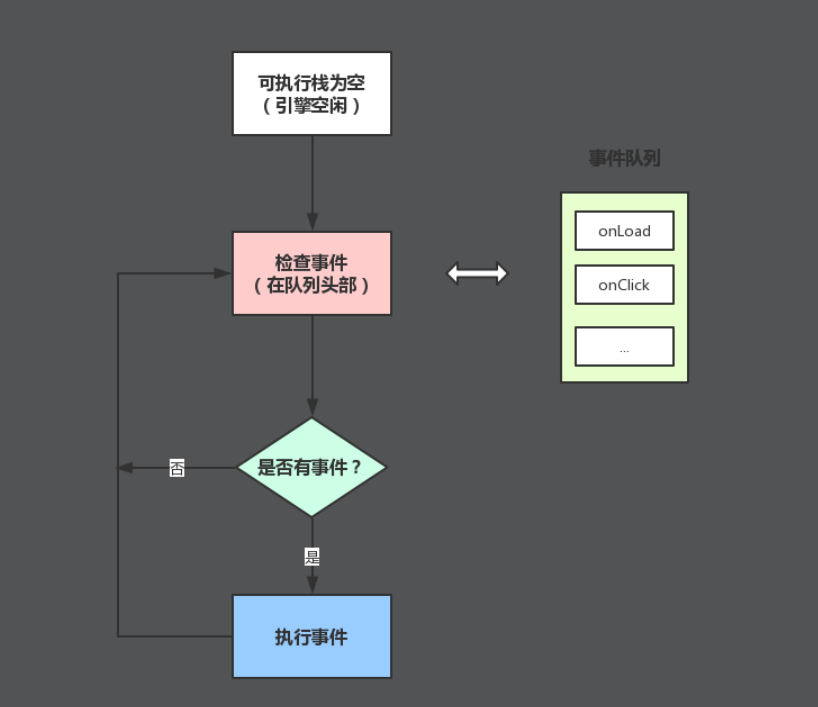 可执行栈为空
（引擎空闲）
事件队列
onLoad
检查事件
（在队列头部）
onClick
...
是否有事件？
否
是
执行事件